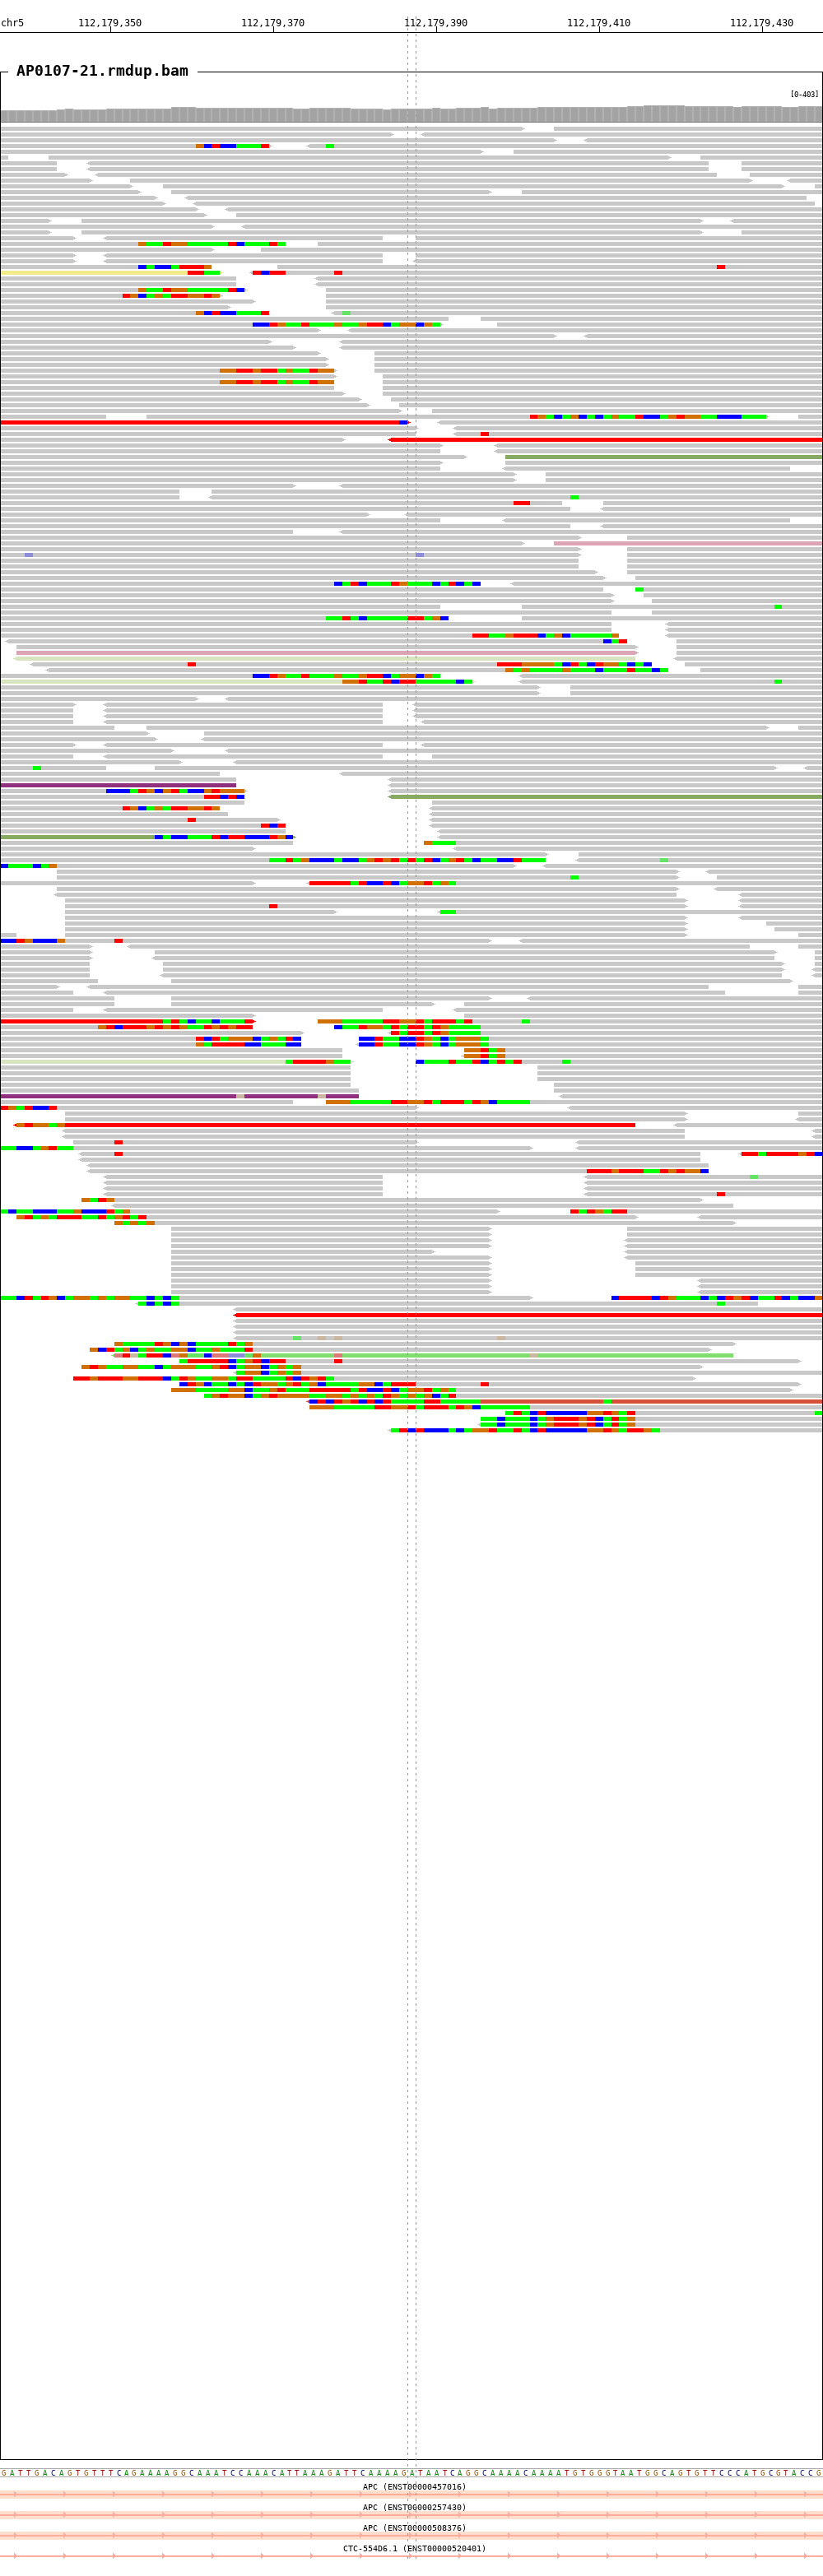 chr5 112,179,350 112,179,370 112,179,390 112,179,410 112,179,430
AP0107-21.rmdup.bam
[0-403]
GATTGACAGTGTTTCAGAAAAGGCAAATCCAAACATTAAAGATTCAAAAGATAATCAGGCAAAACAAAATGTGGGTAATGGCAGTGTTCCCATGCGTACCG
APC (ENST00000457016)
APC (ENST00000257430)
APC (ENST00000508376)
CTC-554D6.1 (ENST00000520401)